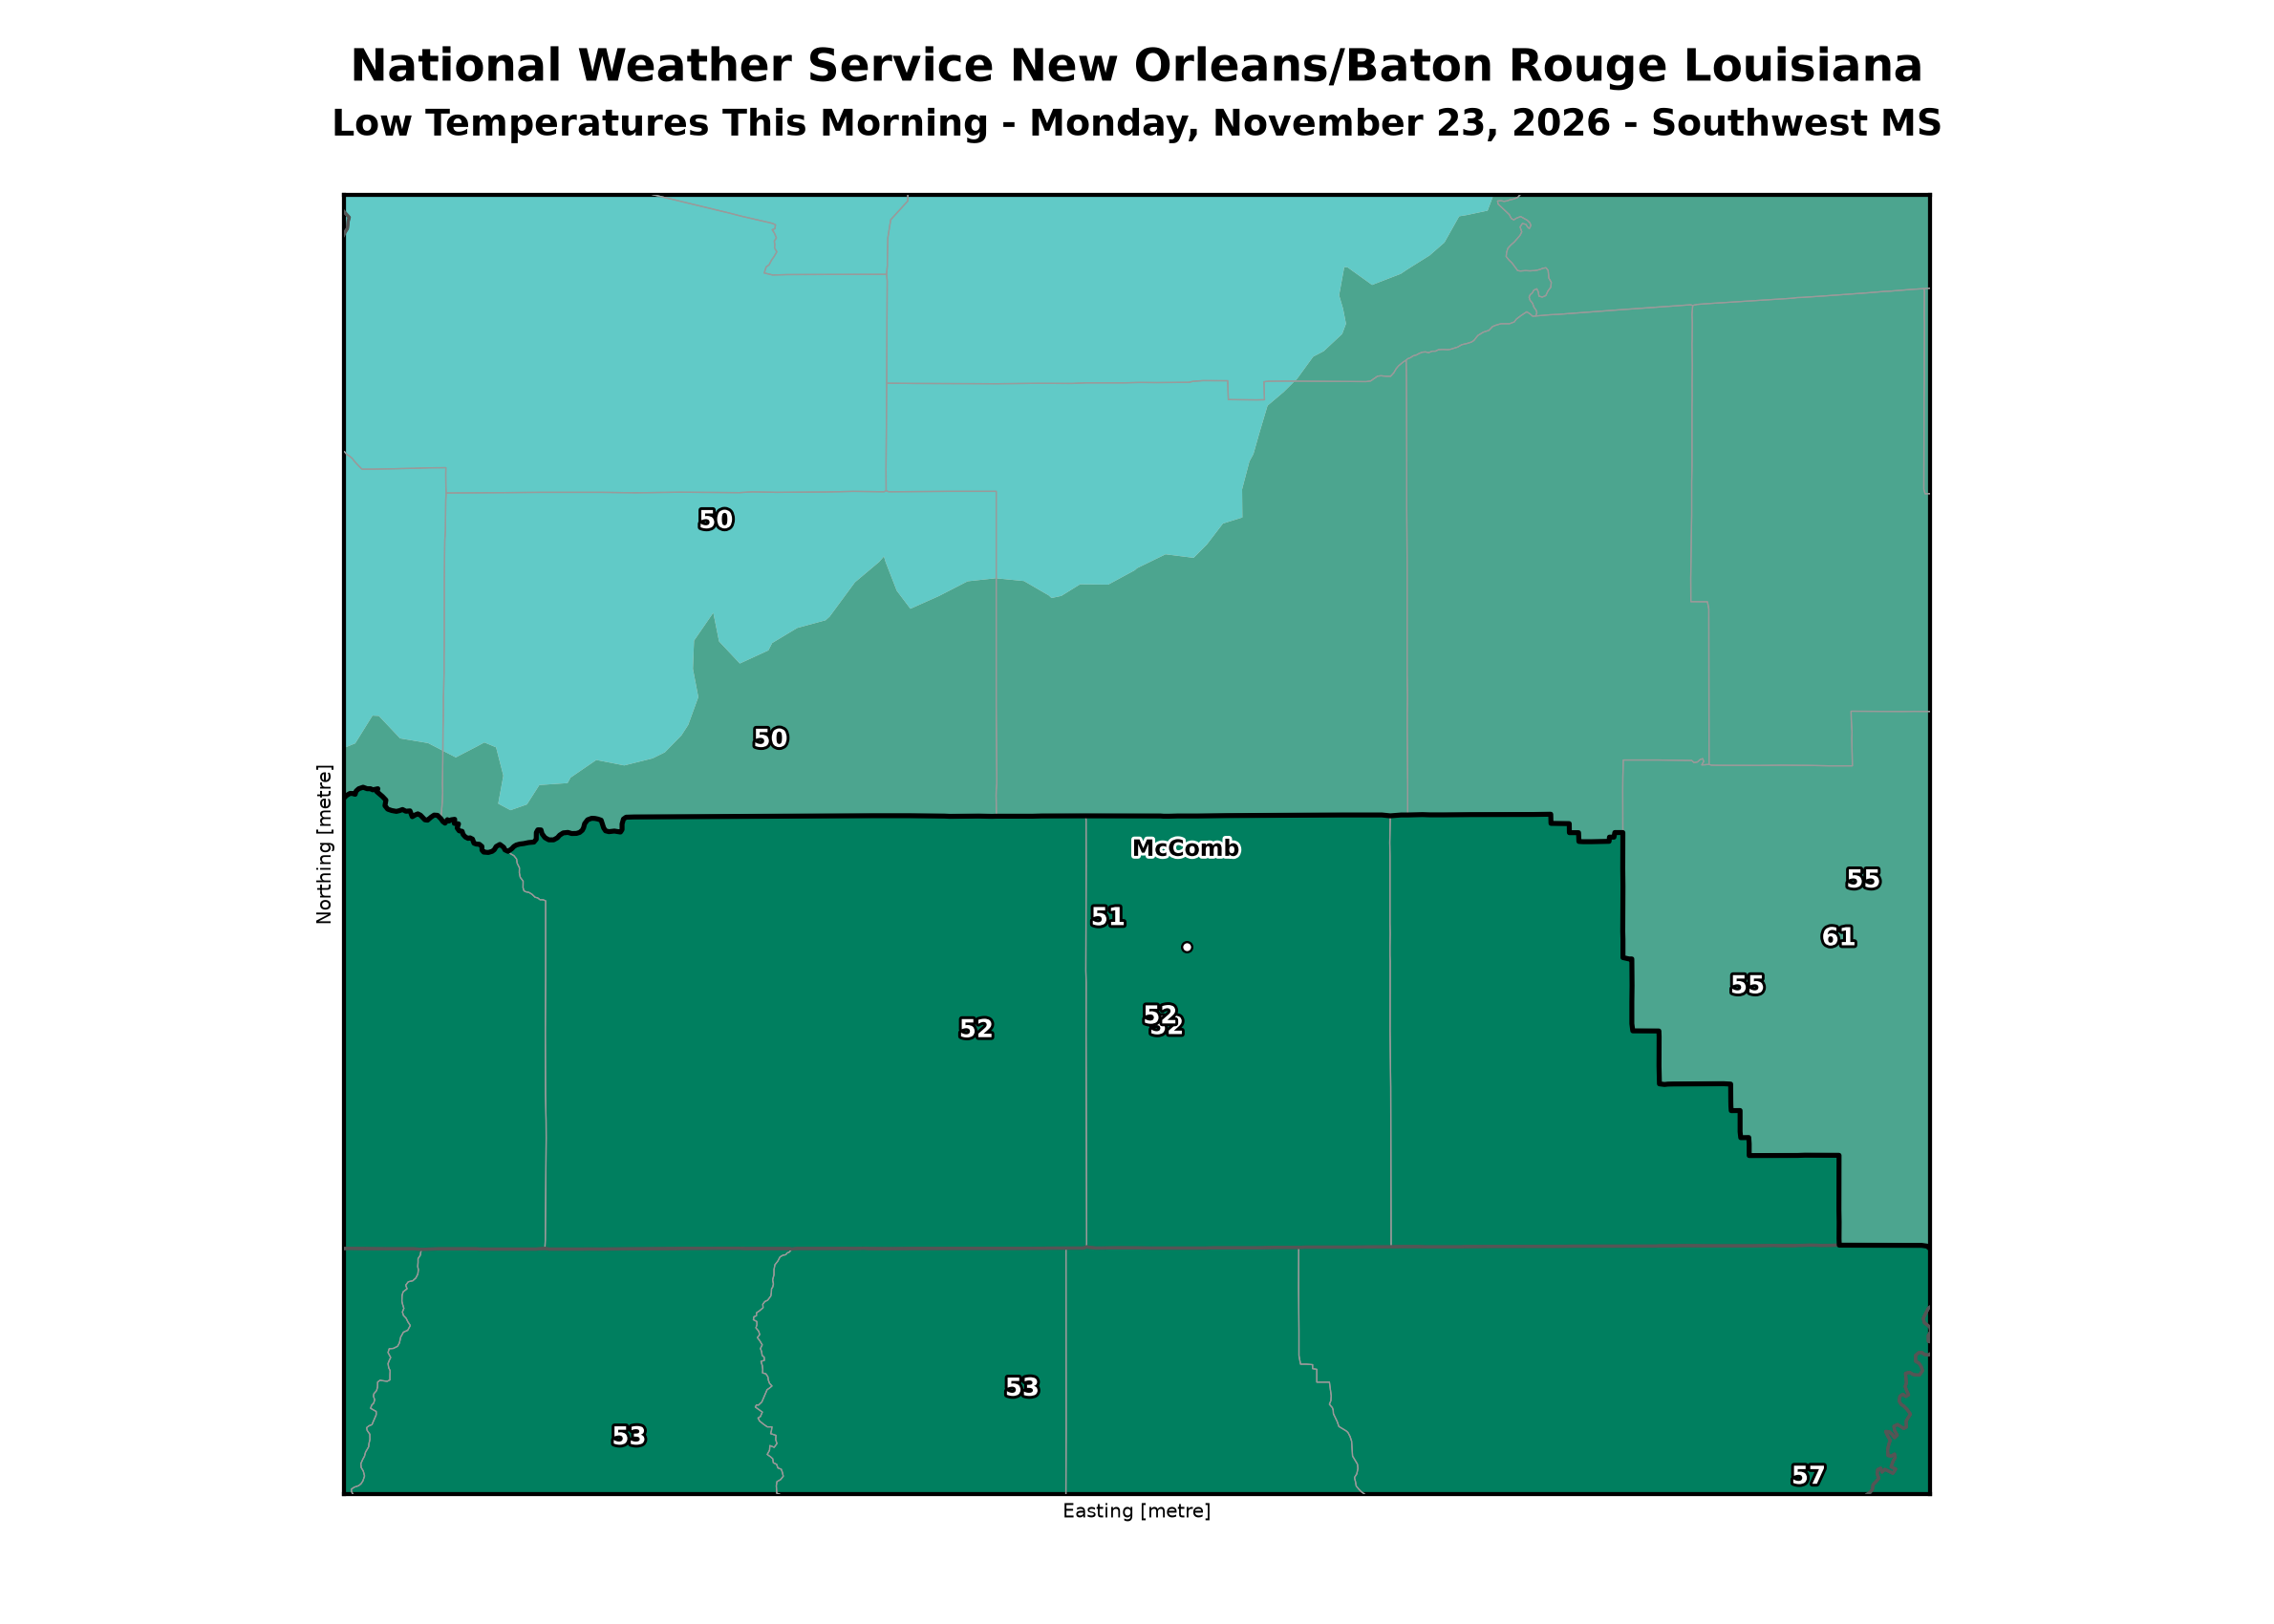 National Weather Service New Orleans/Baton Rouge Louisiana
Low Temperatures This Morning - Monday, November 23, 2026 - Southwest MS
50
50
McComb
55
51
61
55
52
52
52
53
53
57
Northing [metre]
Easting [metre]